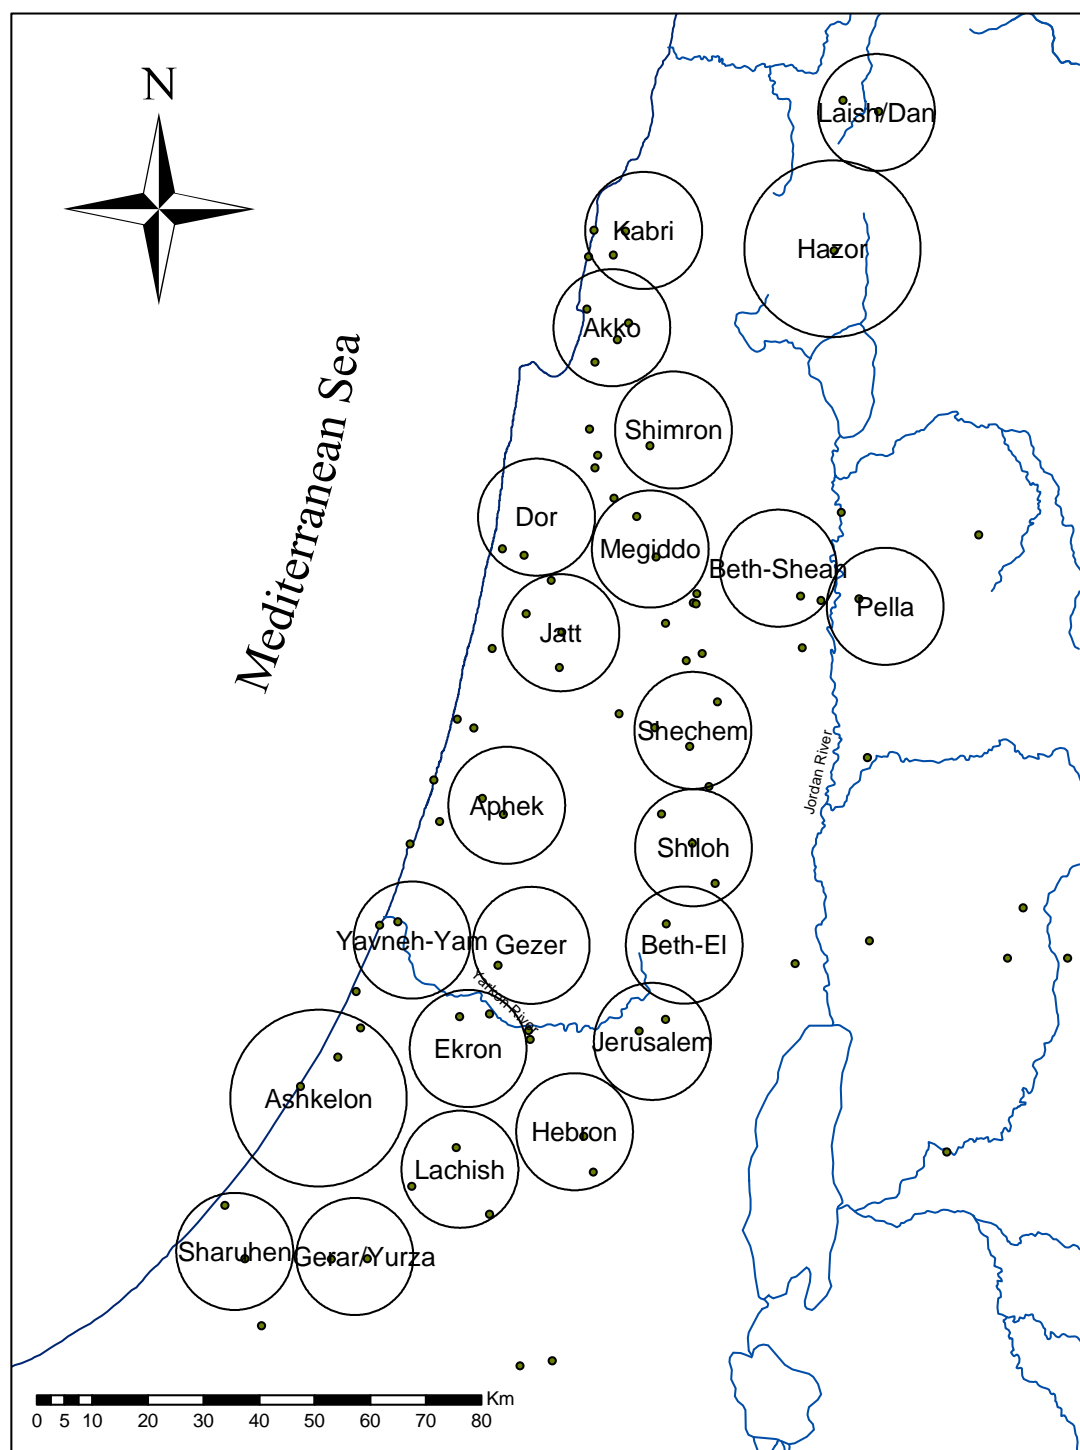 N
Laish/Dan
Kabri
Hazor
Akko
Mediterranean Sea
Shimron
Dor
Megiddo
Beth-Shean
Pella
Jatt
Shechem
Jordan River
Aphek
Shiloh
Yavneh-Yam
Gezer
Beth-El
Yarkon River
Ekron
Jerusalem
Ashkelon
Hebron
Lachish
Sharuhen
Gerar/Yurza
Km
0 5 10 20 30 40 50 60 70 80